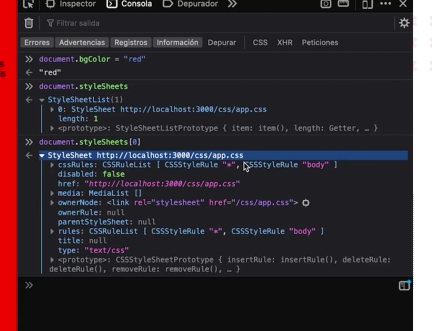 Inspector Consola Depurador
Filtrar salida
Errores Advertencias Registros Información Depurar CSS XHR Peticiones
» document.bgColor = "red"
← "red"
» document.styleSheets
← ▼ StyleSheetList(1)
▶ 0: StyleSheet http://localhost:3000/css/app.css
length: 1
▶ <prototype>: StyleSheetListPrototype { item: item(), length: Getter, … }
» document.styleSheets[0]
← ▼ StyleSheet http://localhost:3000/css/app.css
▶ cssRules: CSSRuleList [ CSSStyleRule "*", CSSStyleRule "body" ]
disabled: false
href: "http://localhost:3000/css/app.css"
▶ media: MediaList []
▶ ownerNode: <link rel="stylesheet" href="/css/app.css">
ownerRule: null
parentStyleSheet: null
▶ rules: CSSRuleList [ CSSStyleRule "*", CSSStyleRule "body" ]
title: null
type: "text/css"
▶ <prototype>: CSSStyleSheetPrototype { insertRule: insertRule(), deleteRule:
deleteRule(), removeRule: removeRule(), … }
»